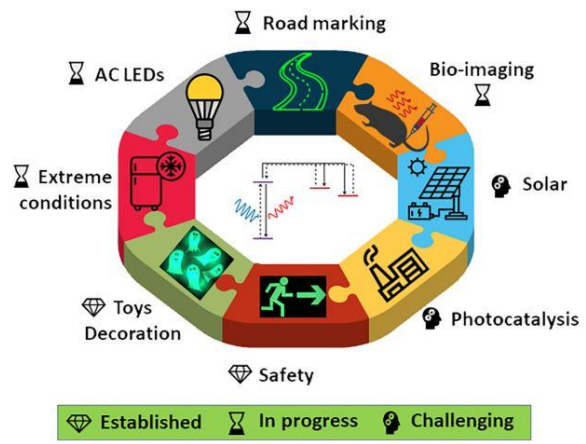 Road marking
AC LEDs
Bio-imaging
Extreme
conditions
Solar
Toys
Decoration
Photocatalysis
Safety
Established In progress Challenging